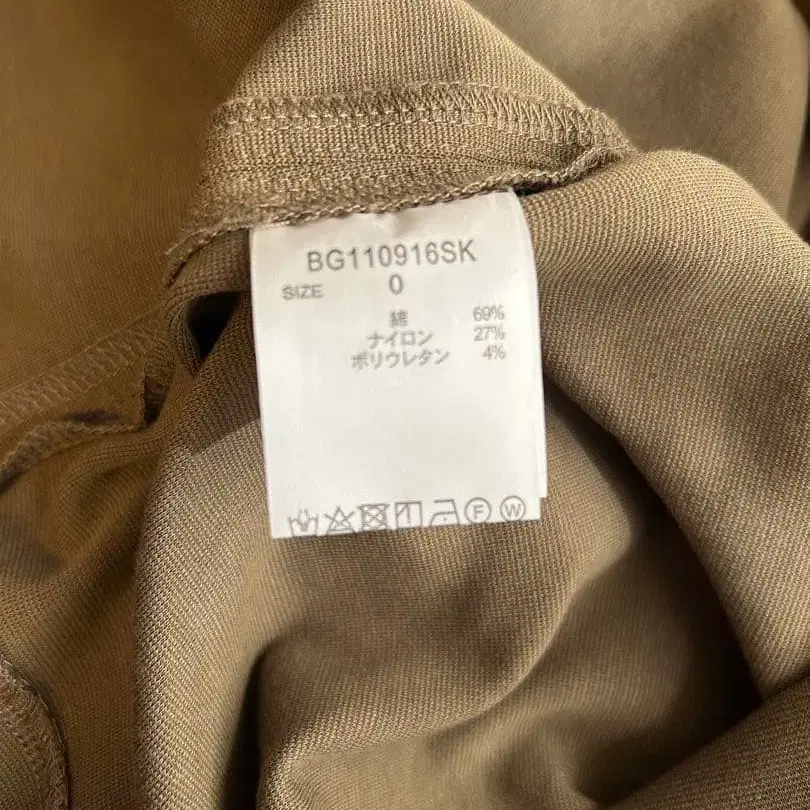 BG110916SK
SIZE 0
綿 69%
ナイロン 27%
ポリウレタン 4%
F W